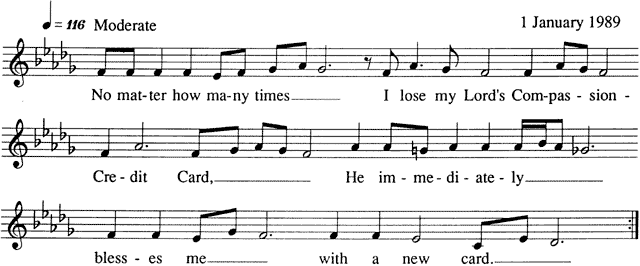 ♩ = 116 Moderate 1 January 1989
No mat-ter how ma-ny times I lose my Lord's Com-pas - sion -
Cre - dit Card, He im - me - di - ate - ly
bless - es me with a new card.